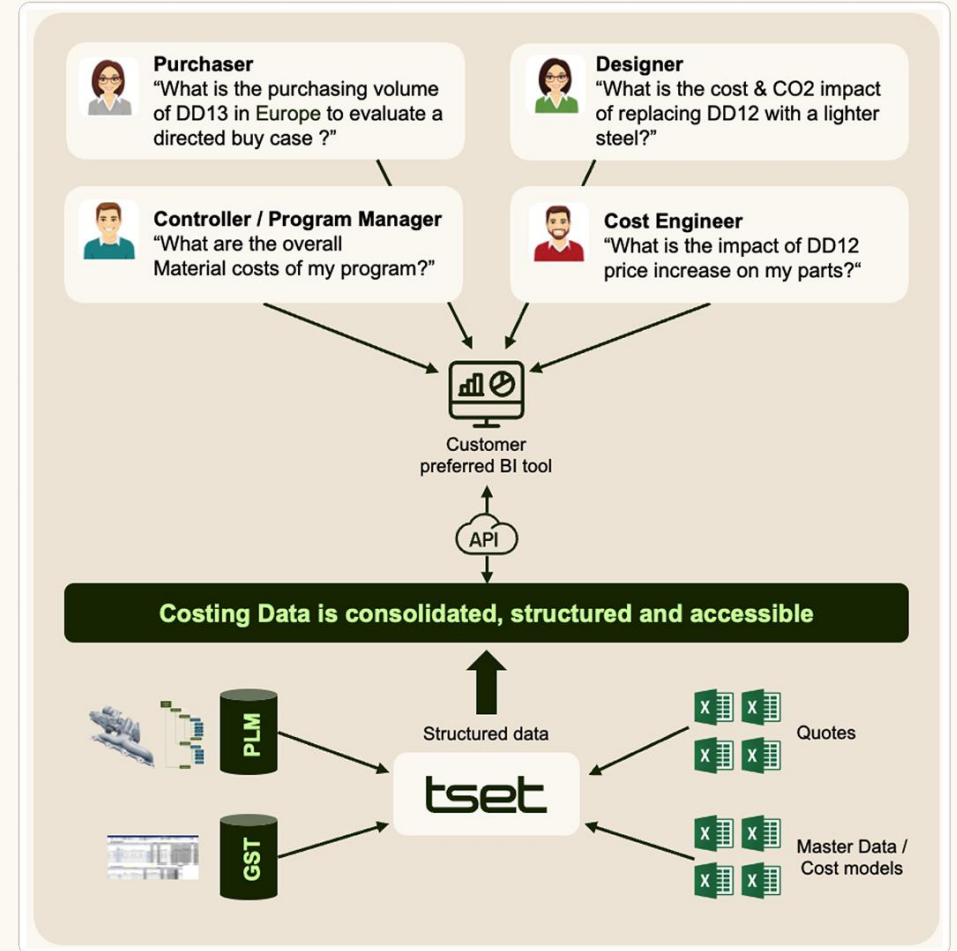 Purchaser
“What is the purchasing volume
of DD13 in Europe to evaluate a
directed buy case ?”
Designer
“What is the cost & CO2 impact
of replacing DD12 with a lighter
steel?”
Controller / Program Manager
“What are the overall
Material costs of my program?”
Cost Engineer
“What is the impact of DD12
price increase on my parts?“
Customer
preferred BI tool
API
Costing Data is consolidated, structured and accessible
PLM
Structured data
X X
Quotes
X X
tset
GST
X X
Master Data /
Cost models
X X